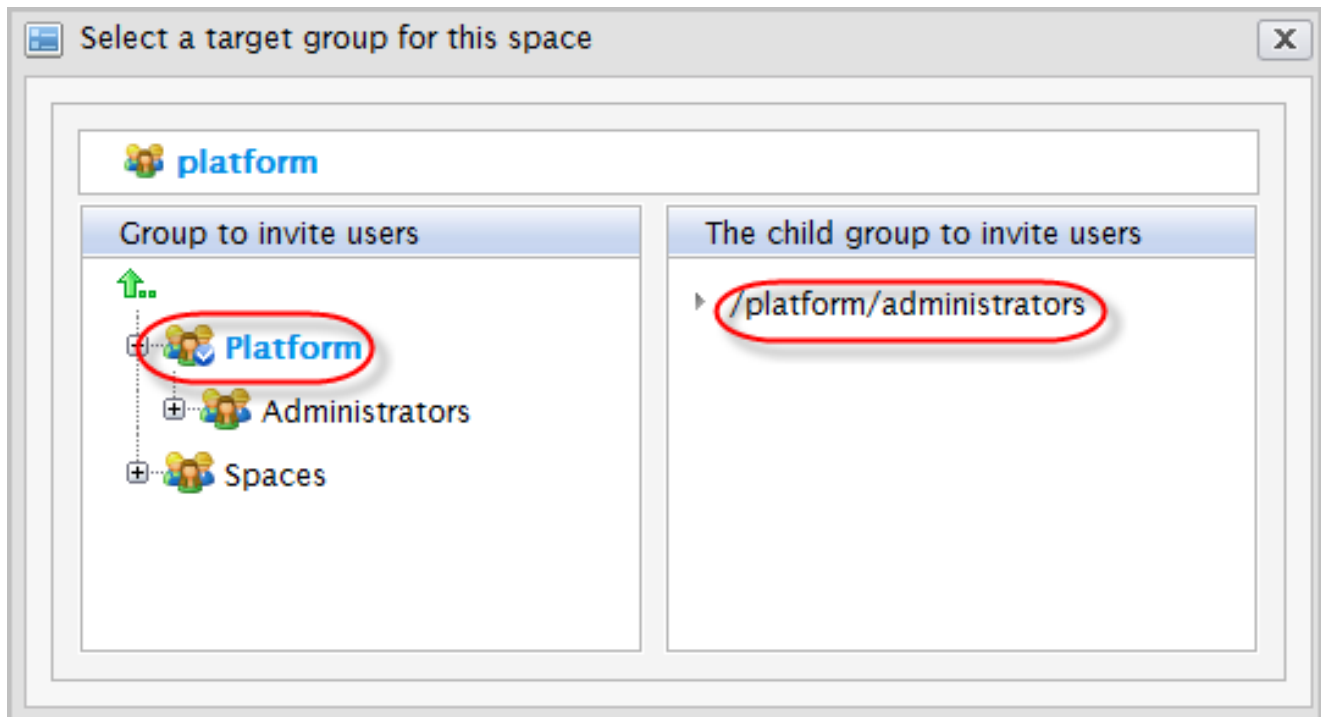 Select a target group for this space
X
platform
Group to invite users
The child group to invite users
/platform/administrators
Platform
Administrators
Spaces